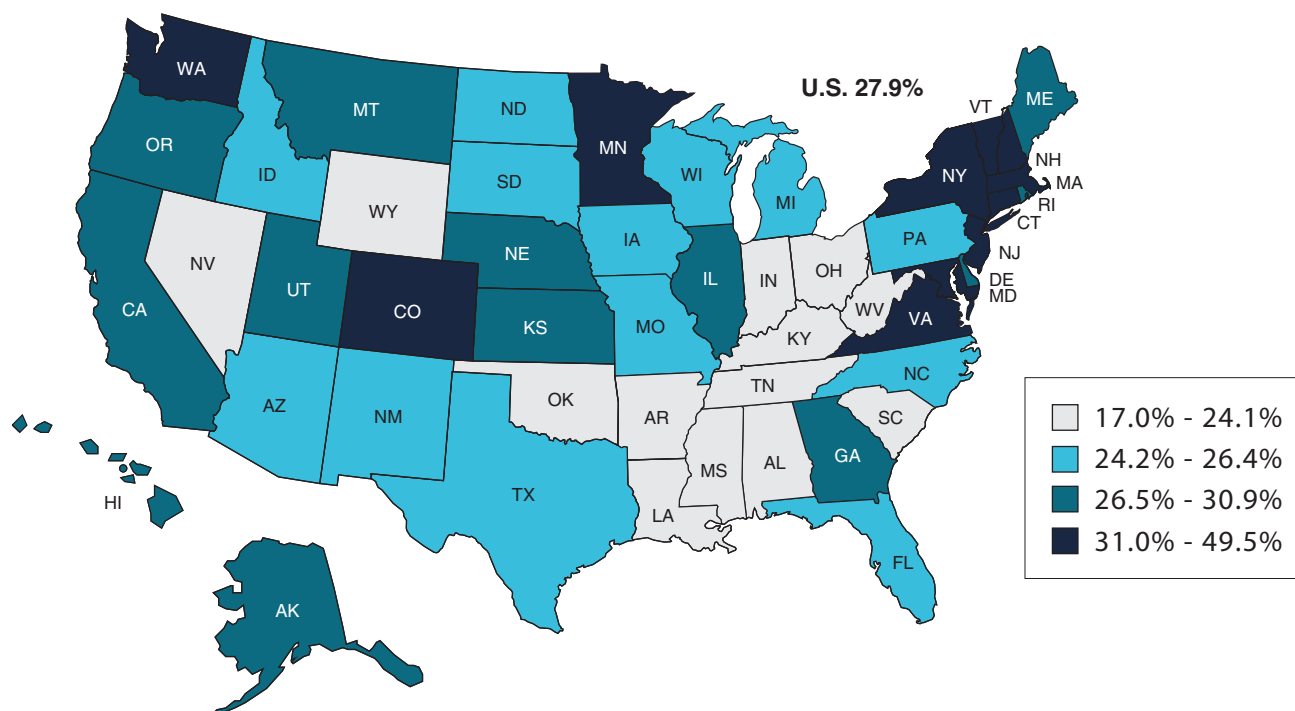 U.S. 27.9%
WA
MT
ND
MN
VT
ME
OR
ID
SD
WI
MI
NY
NH
MA
RI
CT
WY
NV
UT
NE
IA
IL
IN
OH
PA
NJ
DE
MD
CA
CO
KS
MO
KY
WV
VA
AZ
NM
OK
AR
TN
NC
SC
TX
LA
MS
AL
GA
FL
HI
AK
17.0% - 24.1%
24.2% - 26.4%
26.5% - 30.9%
31.0% - 49.5%